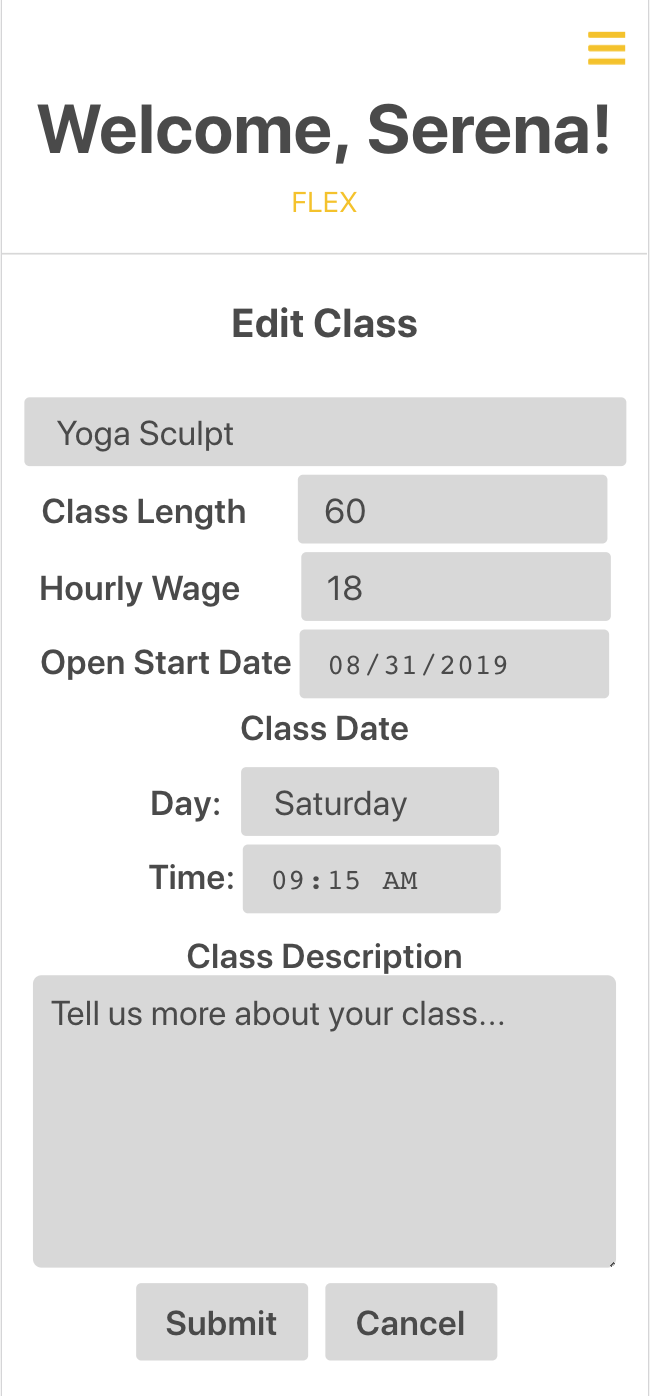 Welcome, Serena!
FLEX
Edit Class
Yoga Sculpt
Class Length 60
Hourly Wage 18
Open Start Date 08/31/2019
Class Date
Day: Saturday
Time: 09:15 AM
Class Description
Tell us more about your class...
Submit Cancel